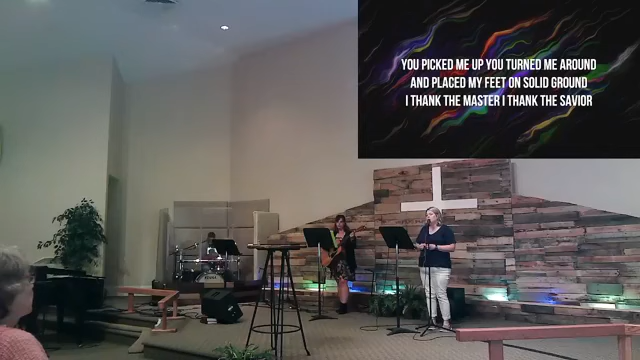 YOU PICKED ME UP YOU TURNED ME AROUND
AND PLACED MY FEET ON SOLID GROUND
I THANK THE MASTER I THANK THE SAVIOR